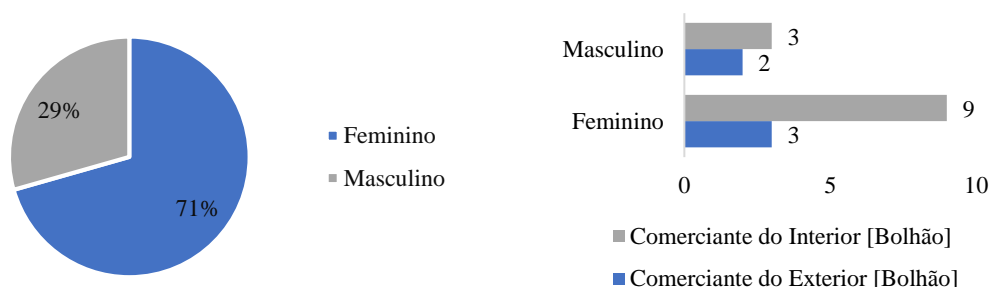 29%
71%
Feminino
Masculino
Masculino
3
2
Feminino
9
3
0 5 10
Comerciante do Interior [Bolhão]
Comerciante do Exterior [Bolhão]